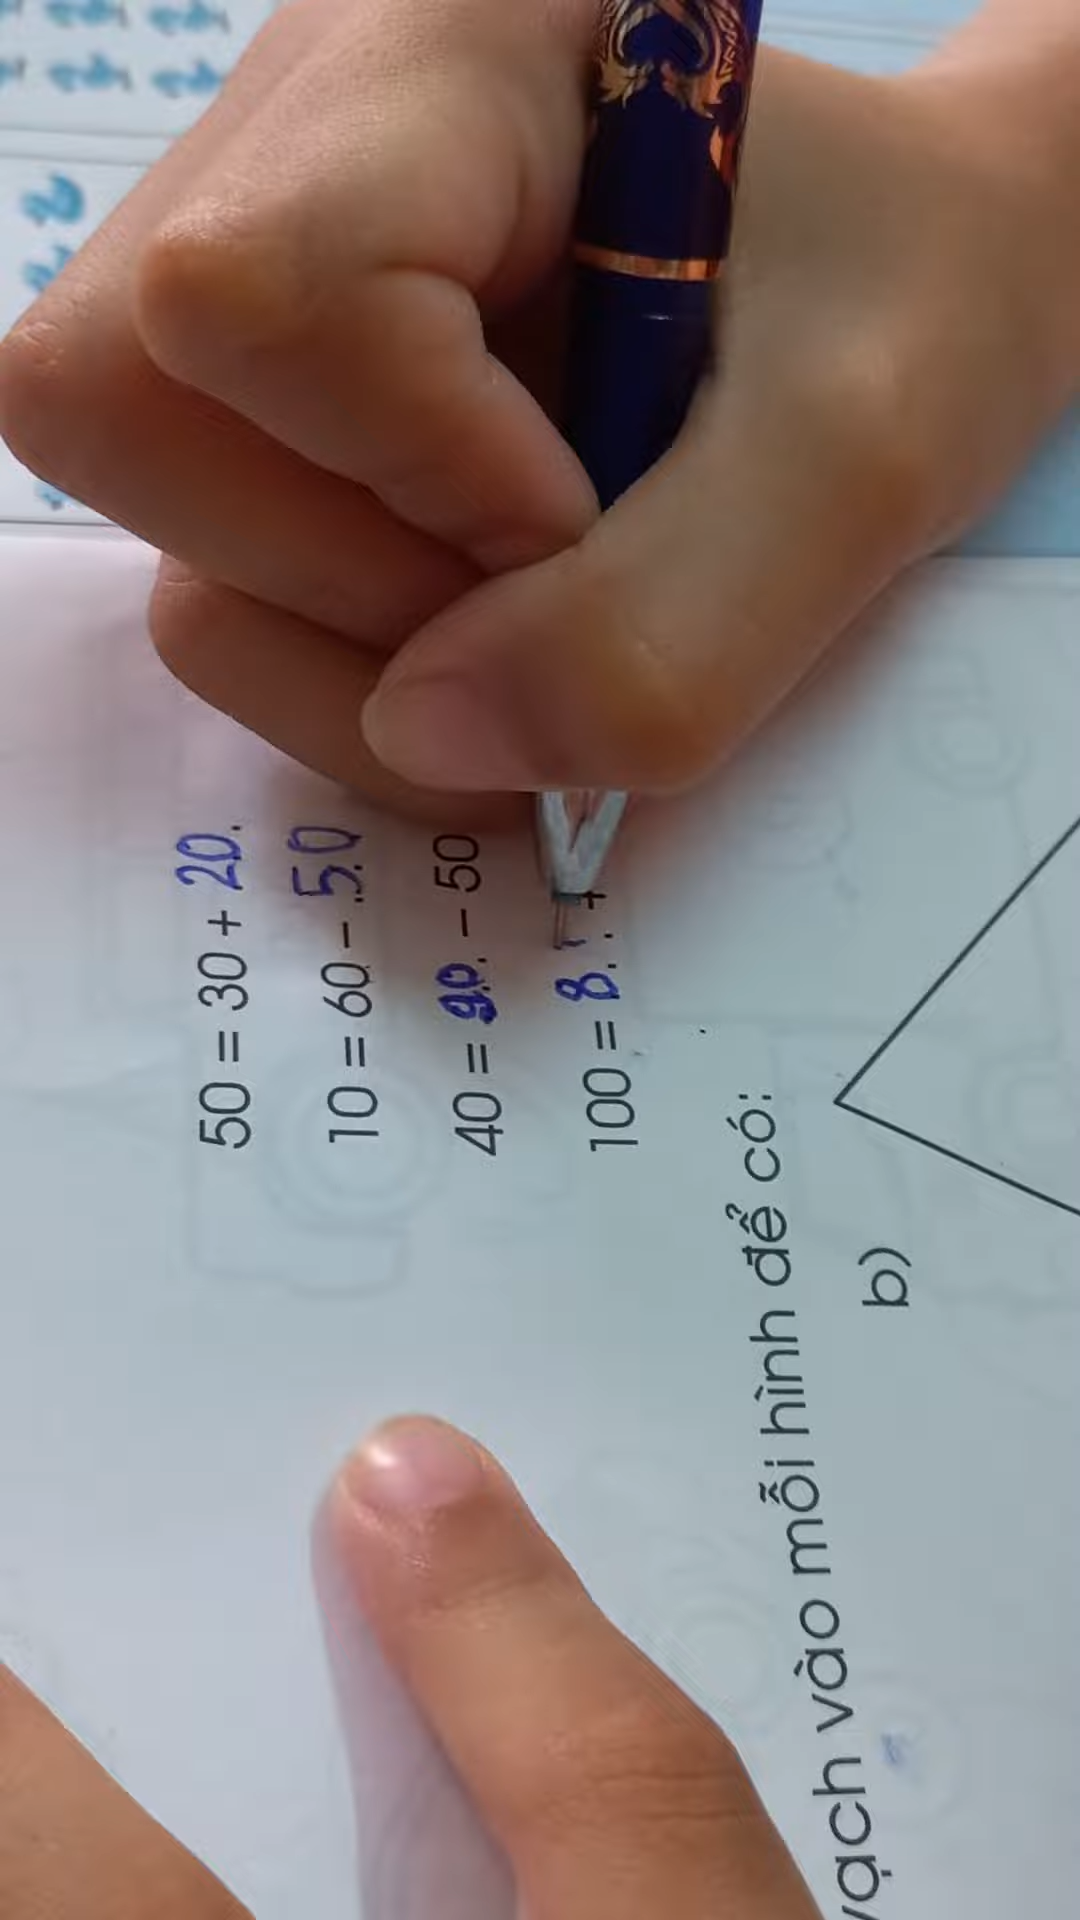 50 = 30 + 20.
10 = 60 - 50
40 = 90. - 50
100 = 8. . +
vạch vào mỗi hình để có:
b)